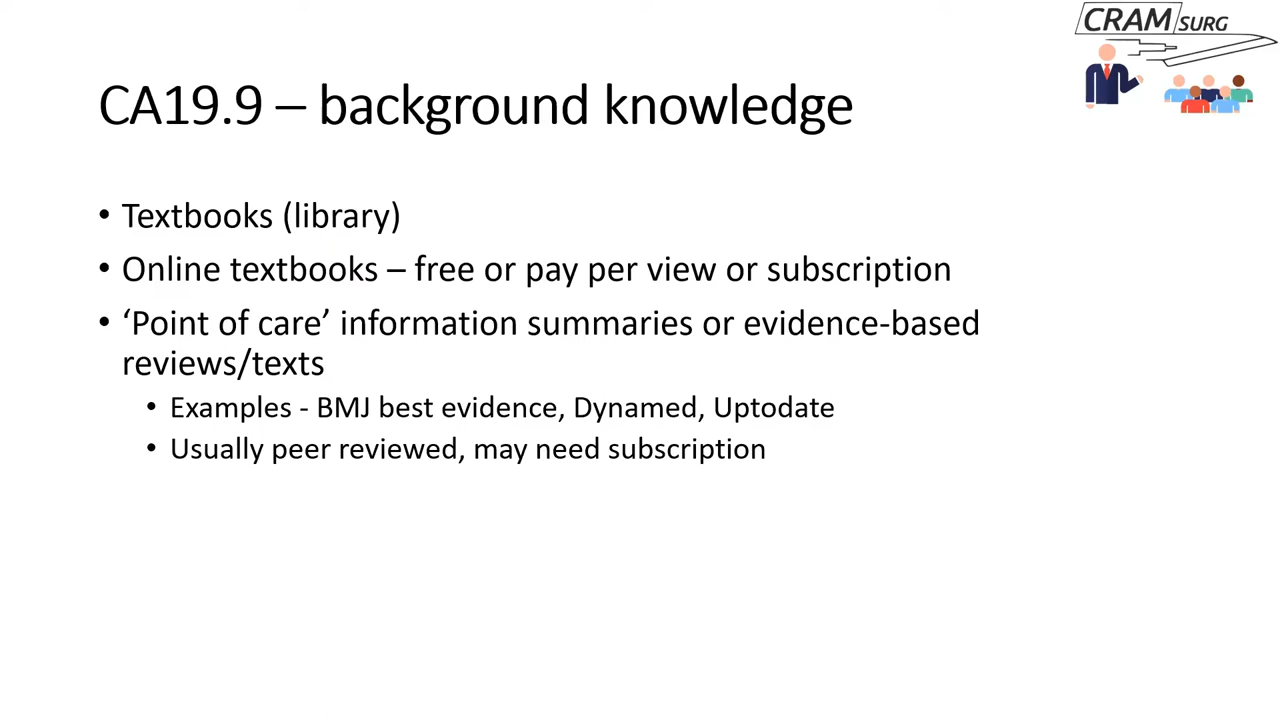 CRAM SURG
CA19.9 – background knowledge
• Textbooks (library)
• Online textbooks – free or pay per view or subscription
• ‘Point of care’ information summaries or evidence-based
reviews/texts
• Examples - BMJ best evidence, Dynamed, Uptodate
• Usually peer reviewed, may need subscription